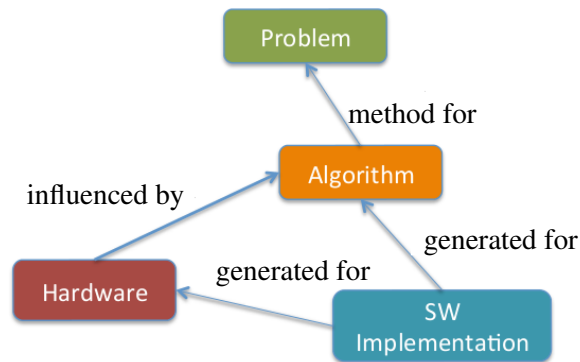 Problem
method for
Algorithm
influenced by
generated for
generated for
Hardware
SW
Implementation